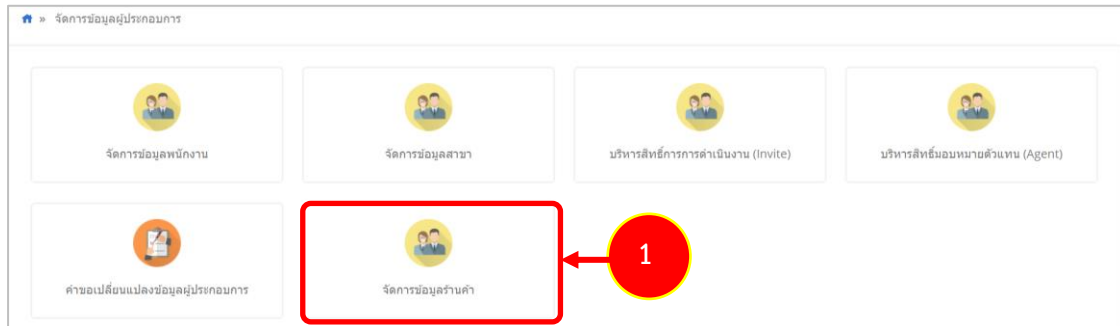 » จัดการข้อมูลผู้ประกอบการ
จัดการข้อมูลพนักงาน
จัดการข้อมูลสาขา
บริหารสิทธิ์การการดำเนินงาน (Invite)
บริหารสิทธิ์มอบหมายตัวแทน (Agent)
คำขอเปลี่ยนแปลงข้อมูลผู้ประกอบการ
จัดการข้อมูลร้านค้า
1